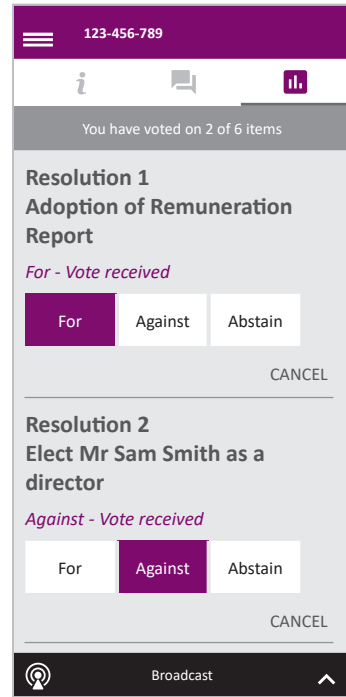 123-456-789
i
You have voted on 2 of 6 items
Resolution 1
Adoption of Remuneration
Report
For - Vote received
For Against Abstain
CANCEL
Resolution 2
Elect Mr Sam Smith as a
director
Against - Vote received
For Against Abstain
CANCEL
Broadcast